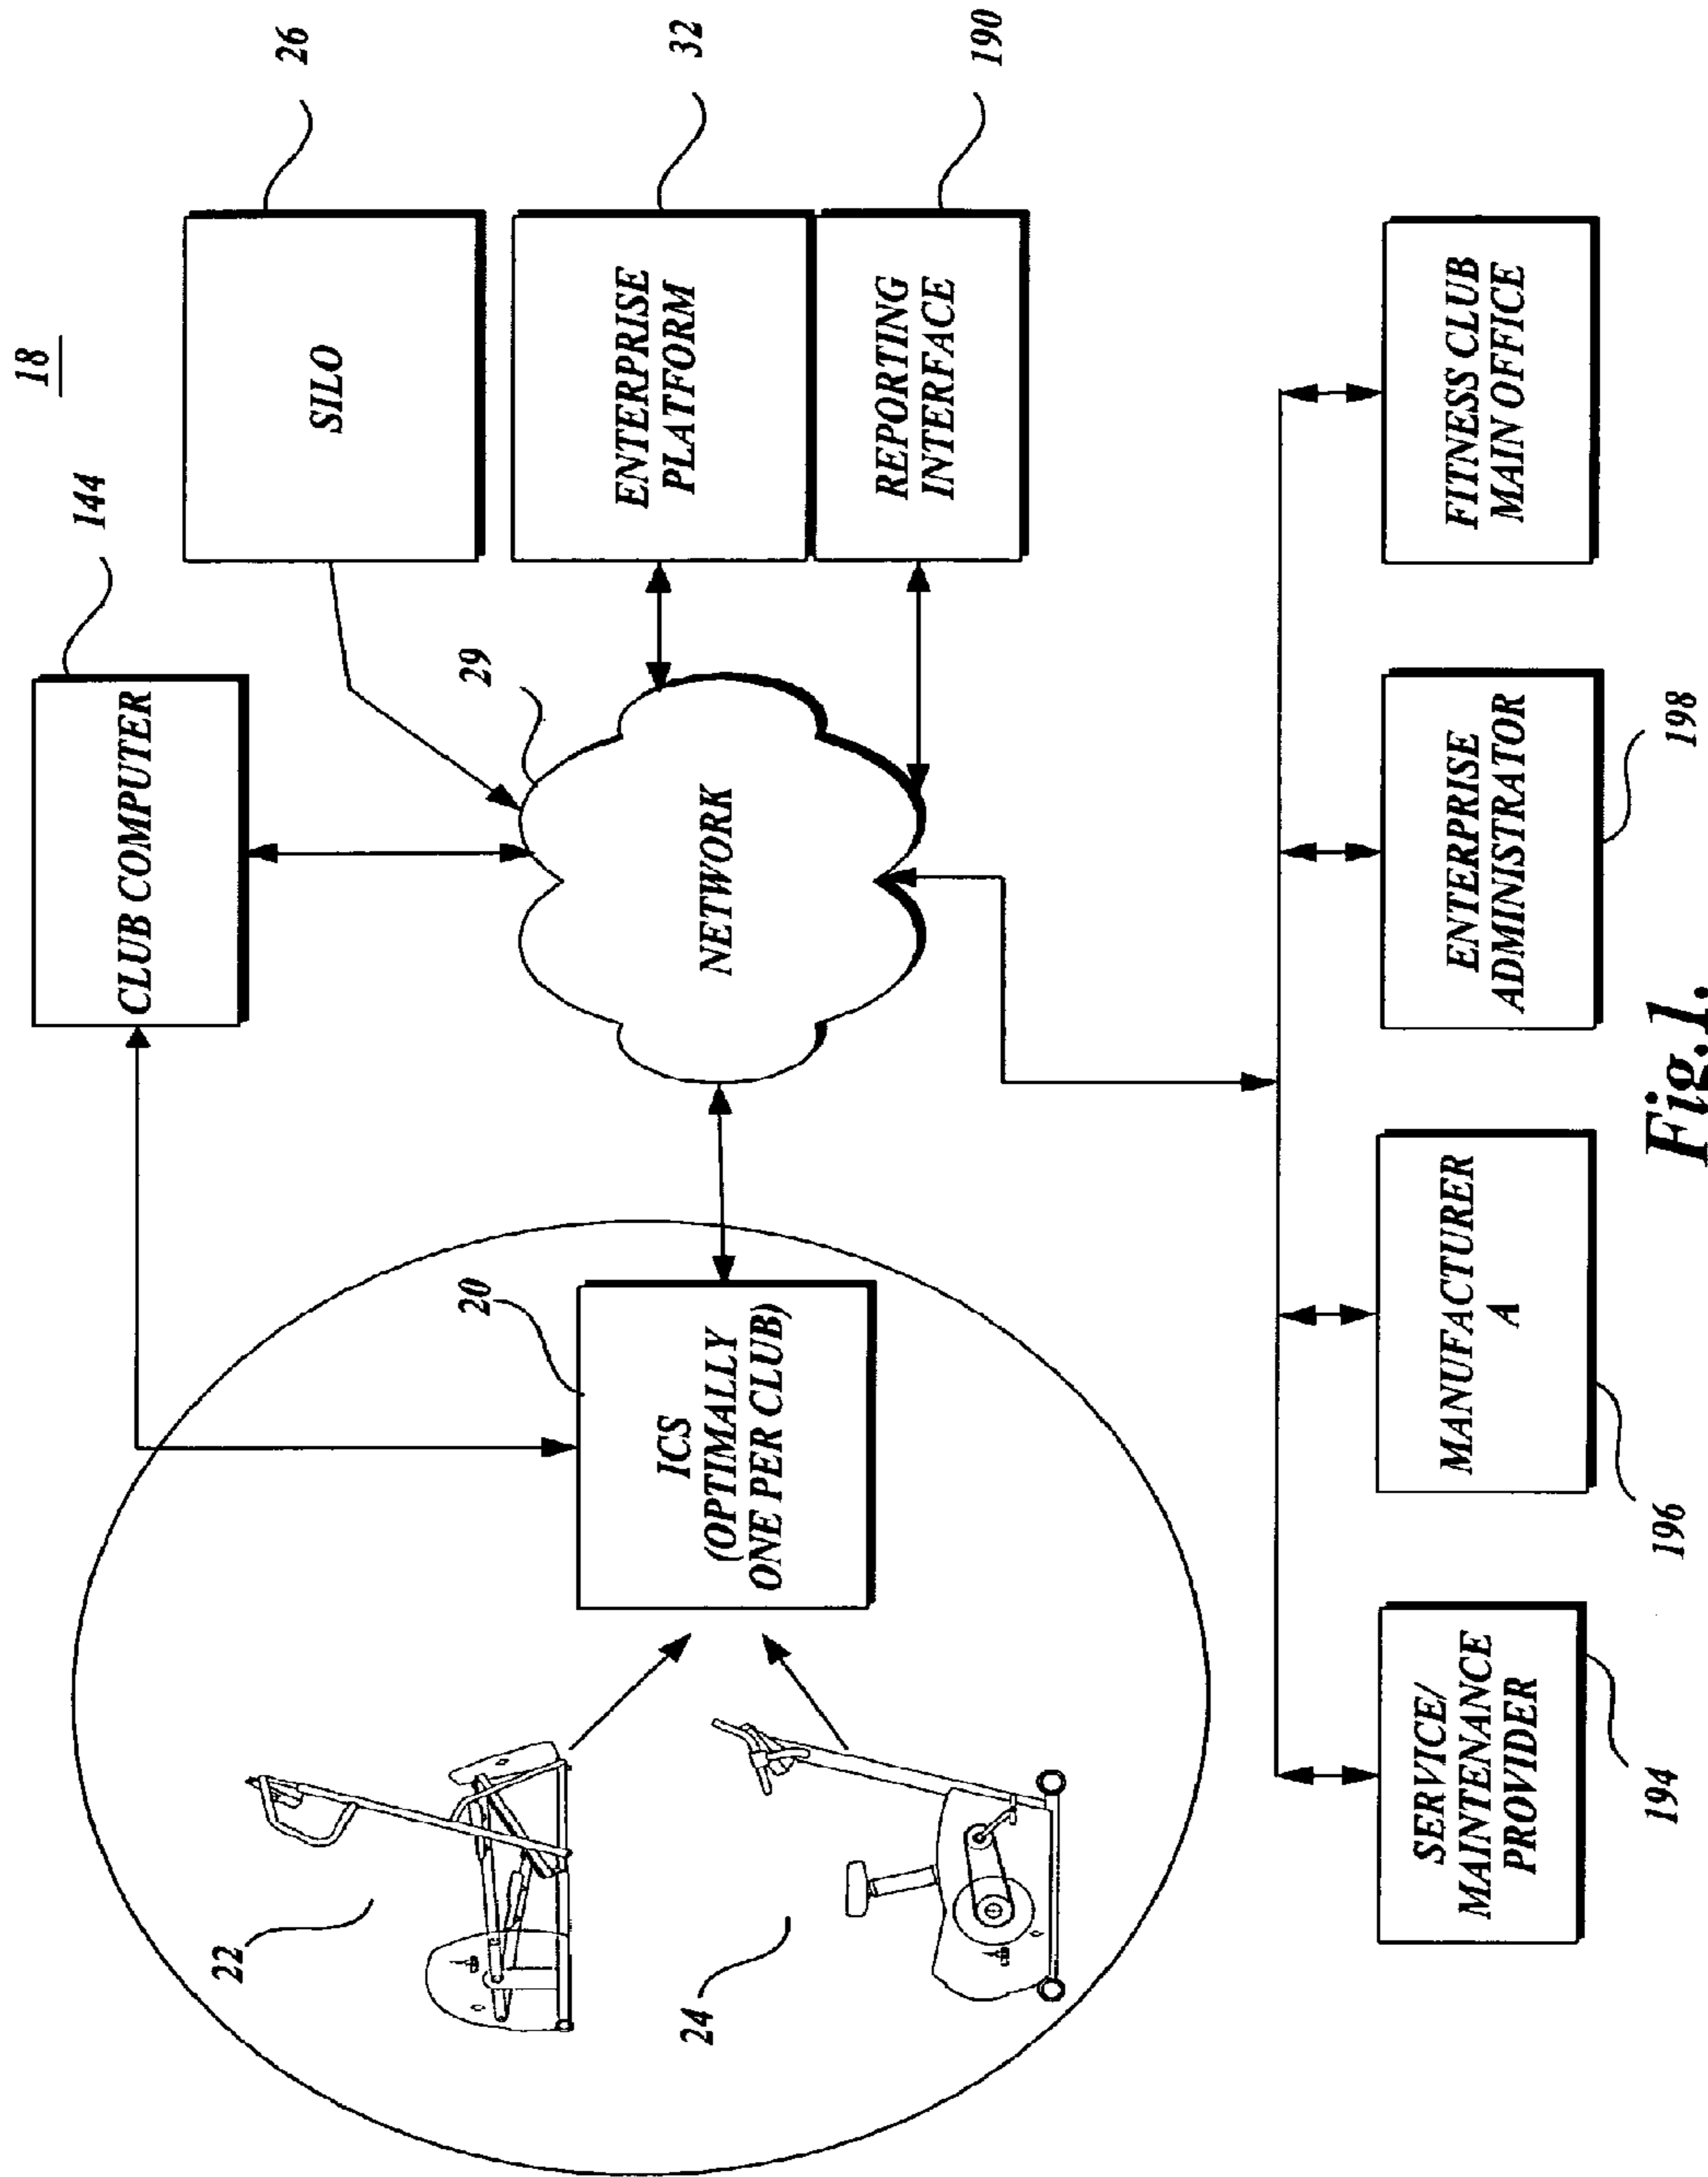 18
CLUB COMPUTER
144
SILO
26
ENTERPRISE
PLATFORM
32
REPORTING
INTERFACE
190
NETWORK
29
ICS
(OPTIMALLY
ONE PER CLUB)
20
22
24
SERVICE/
MAINTENANCE
PROVIDER
194
MANUFACTURER
A
196
ENTERPRISE
ADMINISTRATOR
198
FITNESS CLUB
MAIN OFFICE
Fig.1.